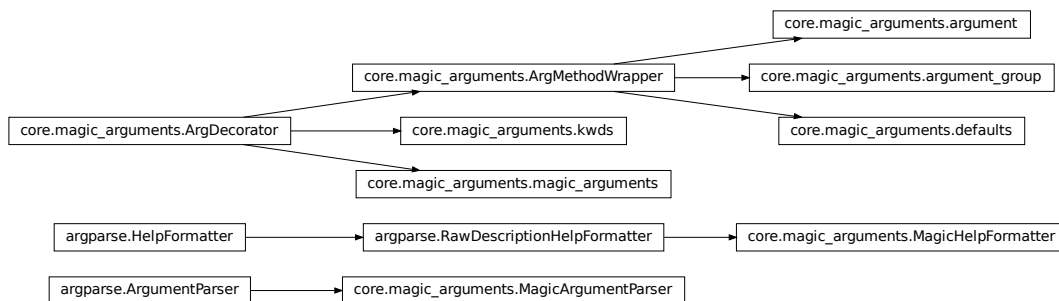 core.magic_arguments.argument
core.magic_arguments.ArgMethodWrapper
core.magic_arguments.argument_group
core.magic_arguments.ArgDecorator
core.magic_arguments.kwds
core.magic_arguments.defaults
core.magic_arguments.magic_arguments
argparse.HelpFormatter
argparse.RawDescriptionHelpFormatter
core.magic_arguments.MagicHelpFormatter
argparse.ArgumentParser
core.magic_arguments.MagicArgumentParser